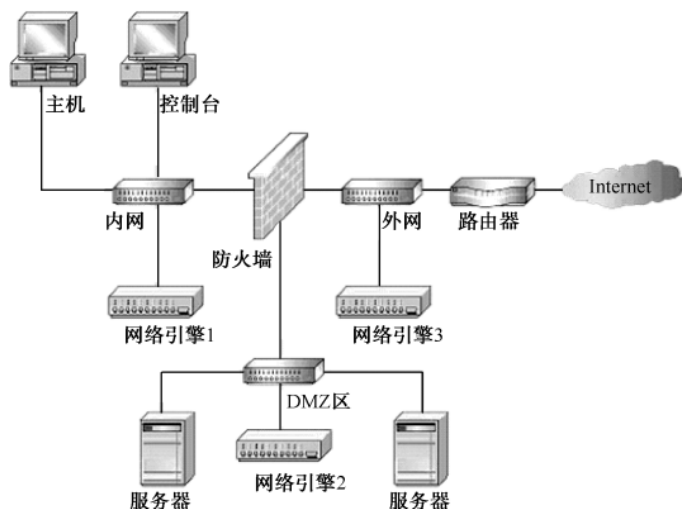 主机
控制台
内网
防火墙
外网
路由器
Internet
网络引擎1
网络引擎3
DMZ区
服务器
网络引擎2
服务器